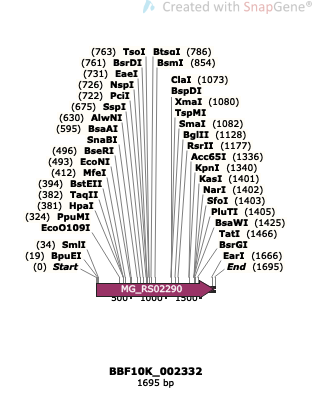 Created with SnapGene®
(763) TsoI BtsoI (786)
(761) BsrDI BsmI (854)
(731) EaeI
(726) NspI ClaI (1073)
(722) PciI BspDI
(675) SspI XmaI (1080)
(630) AlwNI TspMI
(595) BsaAI SmaI (1082)
SnaBI BglII (1128)
(496) BseRI RsrII (1177)
(493) EcoNI Acc65I (1336)
(412) MfeI KpnI (1340)
(394) BstEII KasI (1401)
(382) TaqII NarI (1402)
(381) HpaI SfoI (1403)
(324) PpuMI PluTI (1405)
EcoO109I BsaWI (1425)
(34) SmlI TatI (1466)
(19) BpuEI BsrGI
(0) Start EarI (1666)
End (1695)
MG_RS02290
500 1000 1500
BBF10K_002332
1695 bp